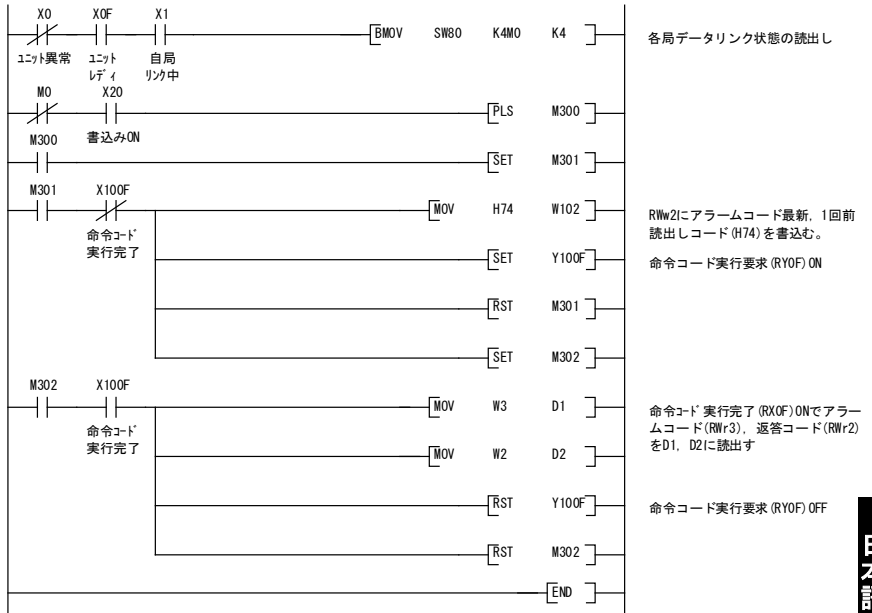 X0 X0F X1
BMOV SW80 K4M0 K4 各局データリンク状態の読出し
ﾕﾆｯﾄ異常 ﾕﾆｯﾄ ﾚﾃﾞｨ 自局 ﾘﾝｸ中
M0 X20
PLS M300
書込みON
M300
SET M301
M301 X100F
MOV H74 W102
命令ｺｰﾄﾞ 実行完了
RWw2にアラームコード最新，1回前
読出しコード(H74)を書込む。
SET Y100F 命令コード実行要求(RY0F)ON
RST M301
SET M302
M302 X100F
MOV W3 D1
命令ｺｰﾄﾞ 実行完了
命令ｺｰﾄﾞ実行完了(RX0F)ONでアラー
ムコード(RWr3)，返答コード(RWr2)
をD1，D2に読出す
MOV W2 D2
RST Y100F 命令コード実行要求(RY0F)OFF
RST M302
END
日本語